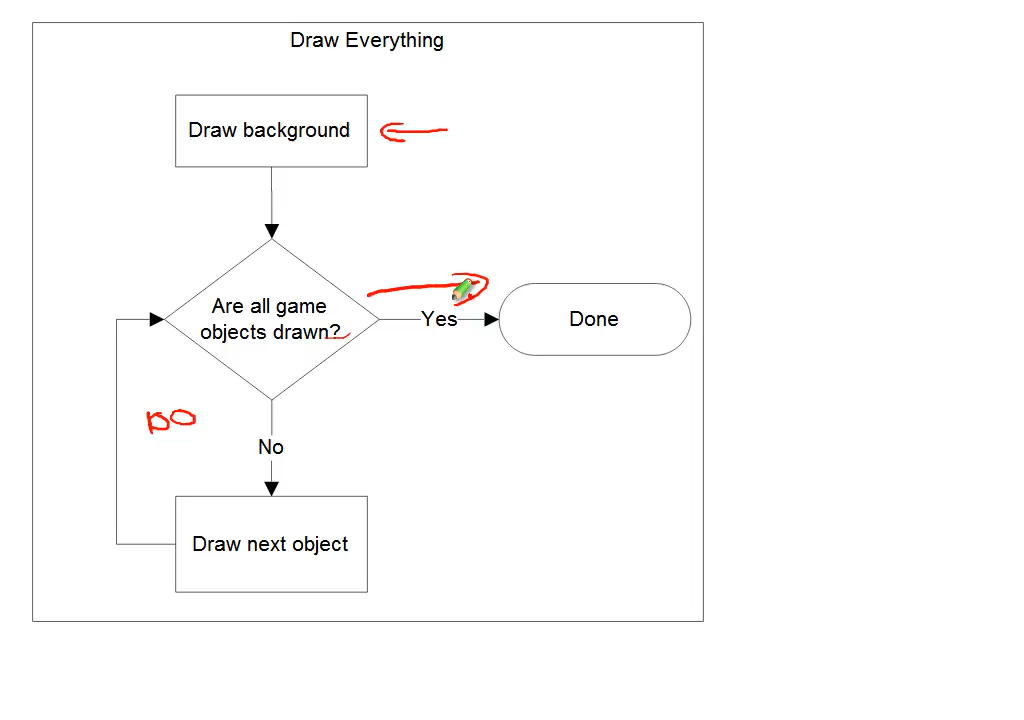 Draw Everything
Draw background
Are all game
objects drawn?
Yes
Done
No
Draw next object